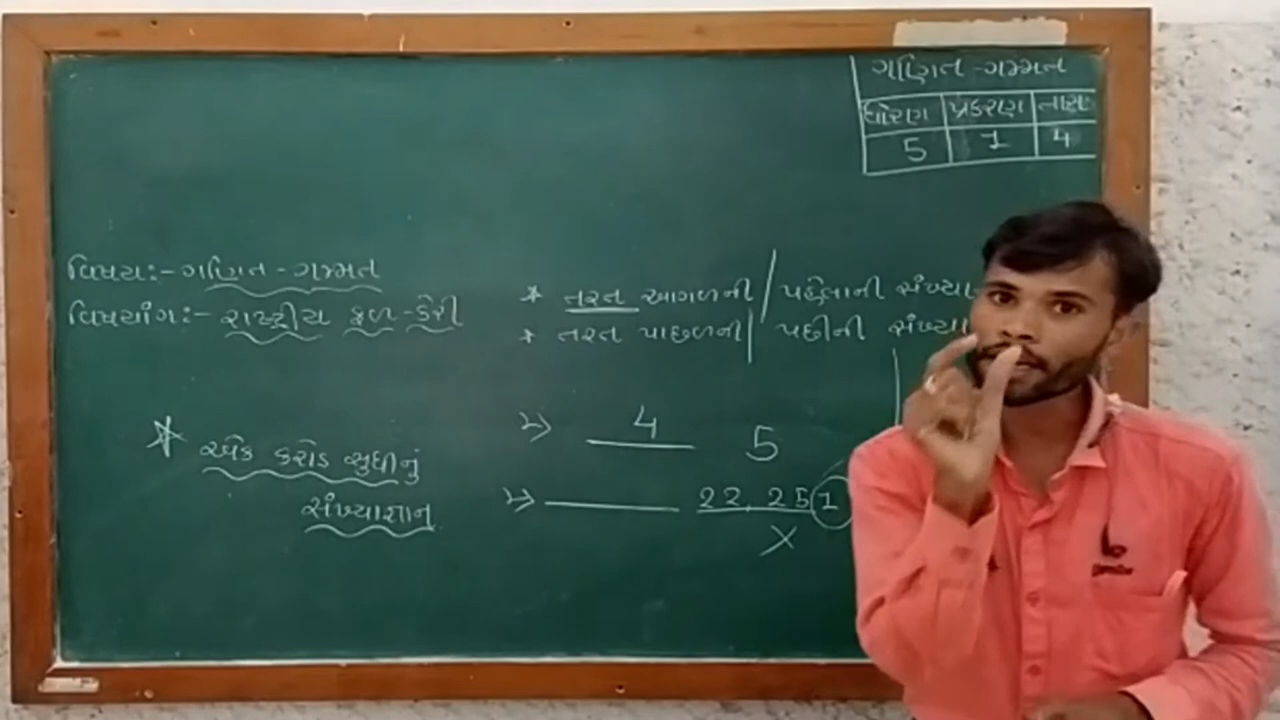 ગણિત-ગમ્મત
ધોરણ પ્રકરણ તાસ:
5 1 4
વિષય:- ગણિત-ગમ્મત
વિષયાંગ:- રાષ્ટ્રીય ફળ-કેરી
* તરત આગળની / પહેલાની સંખ્યા
* તરત પાછળની / પછીની સંખ્યા
એક કરોડ સુધીનું
સંખ્યાજ્ઞાન
4 5
22,251
X